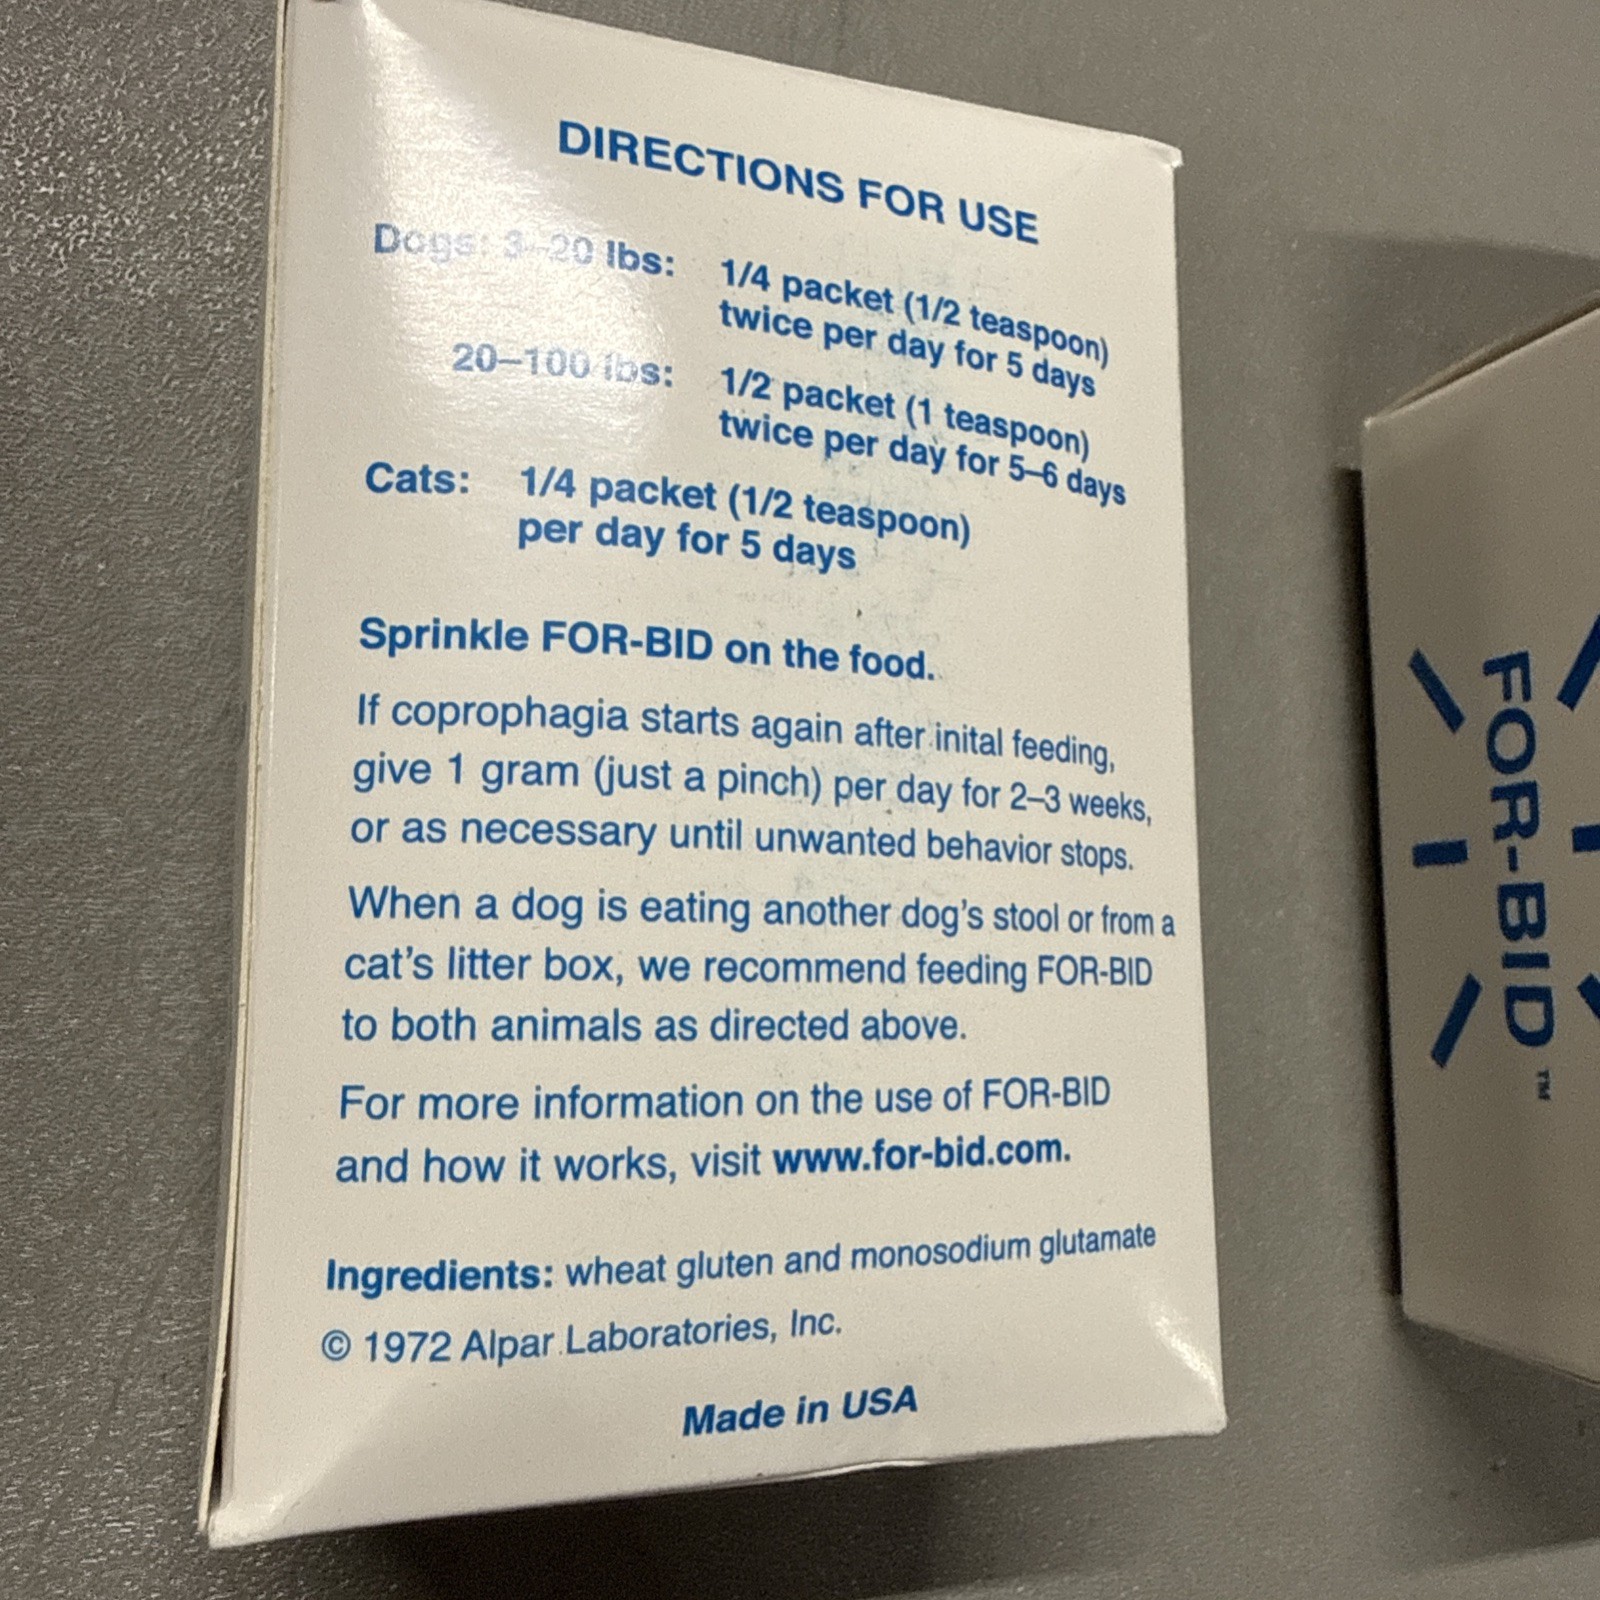 DIRECTIONS FOR USE
Dogs: 3–20 lbs: 1/4 packet (1/2 teaspoon)
twice per day for 5 days
20–100 lbs: 1/2 packet (1 teaspoon)
twice per day for 5–6 days
Cats: 1/4 packet (1/2 teaspoon)
per day for 5 days
Sprinkle FOR-BID on the food.
If coprophagia starts again after inital feeding,
give 1 gram (just a pinch) per day for 2–3 weeks,
or as necessary until unwanted behavior stops.
When a dog is eating another dog's stool or from a
cat's litter box, we recommend feeding FOR-BID
to both animals as directed above.
For more information on the use of FOR-BID
and how it works, visit www.for-bid.com.
Ingredients: wheat gluten and monosodium glutamate
© 1972 Alpar Laboratories, Inc.
Made in USA
FOR-BID™